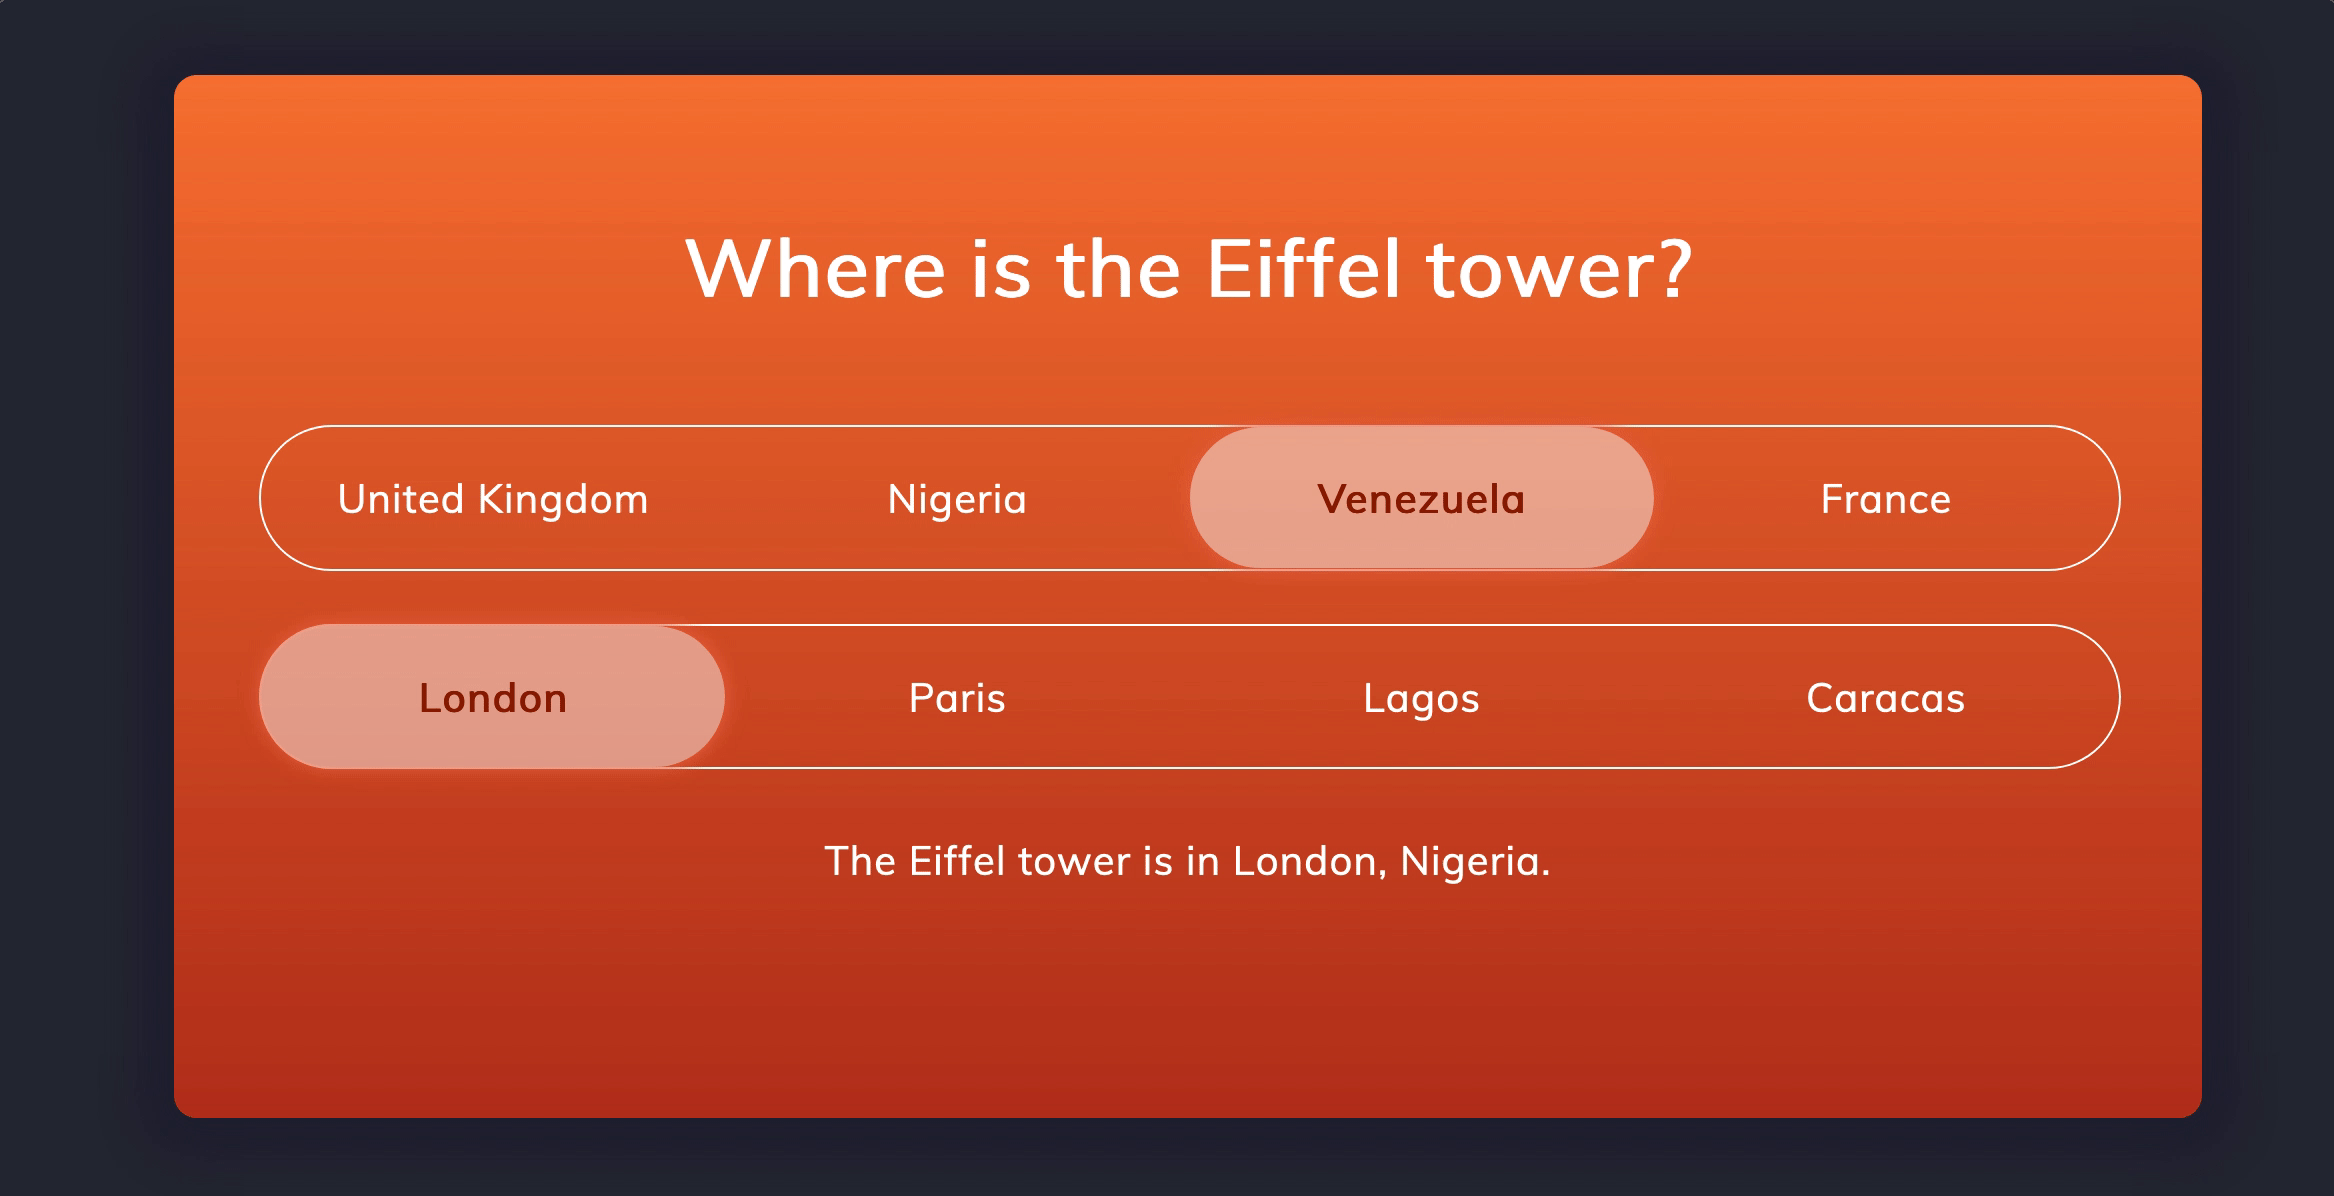 Where is the Eiffel tower?
United Kingdom Nigeria Venezuela France
London Paris Lagos Caracas
The Eiffel tower is in London, Nigeria.